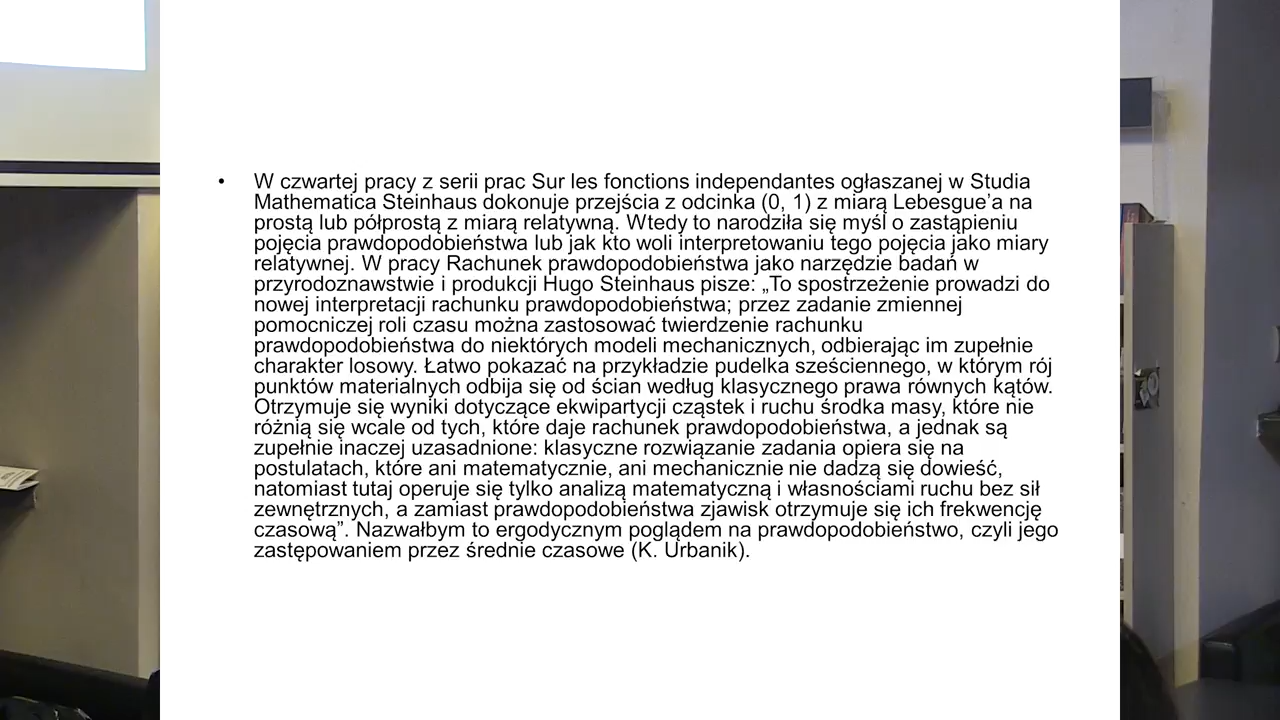 • W czwartej pracy z serii prac Sur les fonctions independantes ogłaszanej w Studia
Mathematica Steinhaus dokonuje przejścia z odcinka (0, 1) z miarą Lebesgue’a na
prostą lub półprostą z miarą relatywną. Wtedy to narodziła się myśl o zastąpieniu
pojęcia prawdopodobieństwa lub jak kto woli interpretowaniu tego pojęcia jako miary
relatywnej. W pracy Rachunek prawdopodobieństwa jako narzędzie badań w
przyrodoznawstwie i produkcji Hugo Steinhaus pisze: „To spostrzeżenie prowadzi do
nowej interpretacji rachunku prawdopodobieństwa; przez zadanie zmiennej
pomocniczej roli czasu można zastosować twierdzenie rachunku
prawdopodobieństwa do niektórych modeli mechanicznych, odbierając im zupełnie
charakter losowy. Łatwo pokazać na przykładzie pudelka sześciennego, w którym rój
punktów materialnych odbija się od ścian według klasycznego prawa równych kątów.
Otrzymuje się wyniki dotyczące ekwipartycji cząstek i ruchu środka masy, które nie
różnią się wcale od tych, które daje rachunek prawdopodobieństwa, a jednak są
zupełnie inaczej uzasadnione: klasyczne rozwiązanie zadania opiera się na
postulatach, które ani matematycznie, ani mechanicznie nie dadzą się dowieść,
natomiast tutaj operuje się tylko analizą matematyczną i własnościami ruchu bez sił
zewnętrznych, a zamiast prawdopodobieństwa zjawisk otrzymuje się ich frekwencję
czasową”. Nazwałbym to ergodycznym poglądem na prawdopodobieństwo, czyli jego
zastępowaniem przez średnie czasowe (K. Urbanik).